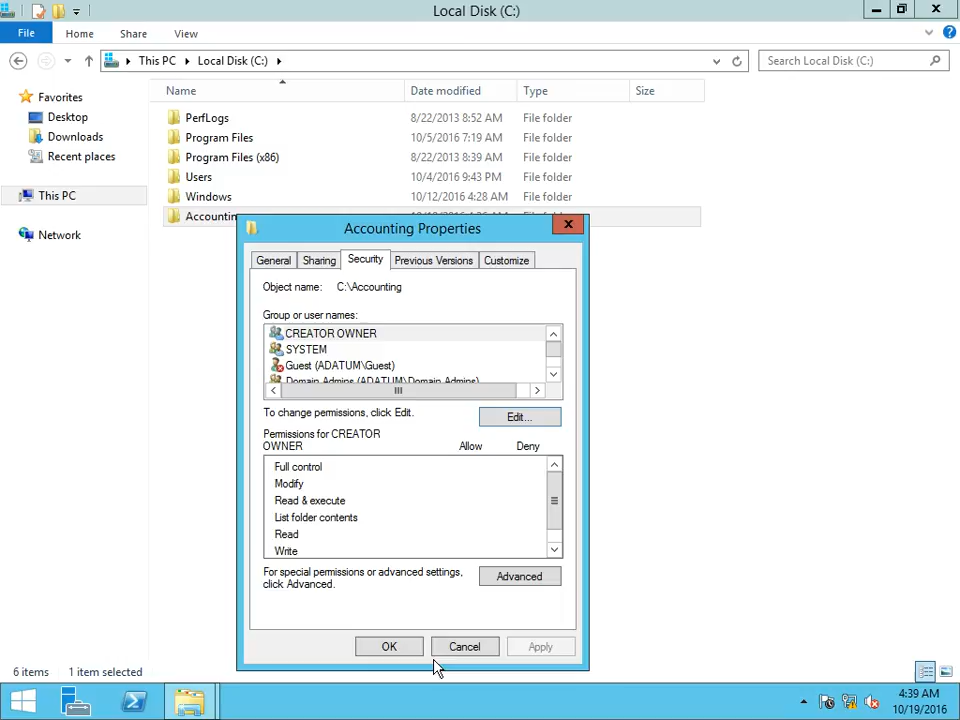 Local Disk (C:)
File Home Share View
This PC Local Disk (C:) Search Local Disk (C:)
Name Date modified Type Size
Favorites
Desktop
Downloads
Recent places
This PC
Network
PerfLogs 8/22/2013 8:52 AM File folder
Program Files 10/5/2016 7:19 AM File folder
Program Files (x86) 8/22/2013 8:39 AM File folder
Users 10/4/2016 9:43 PM File folder
Windows 10/12/2016 4:28 AM File folder
Accountin
Accounting Properties
General Sharing Security Previous Versions Customize
Object name: C:\Accounting
Group or user names:
CREATOR OWNER
SYSTEM
Guest (ADATUM\Guest)
Domain Admins (ADATUM\Domain Admins)
To change permissions, click Edit. Edit...
Permissions for CREATOR
OWNER Allow Deny
Full control
Modify
Read & execute
List folder contents
Read
Write
For special permissions or advanced settings,
click Advanced. Advanced
OK Cancel Apply
6 items 1 item selected
4:39 AM
10/19/2016